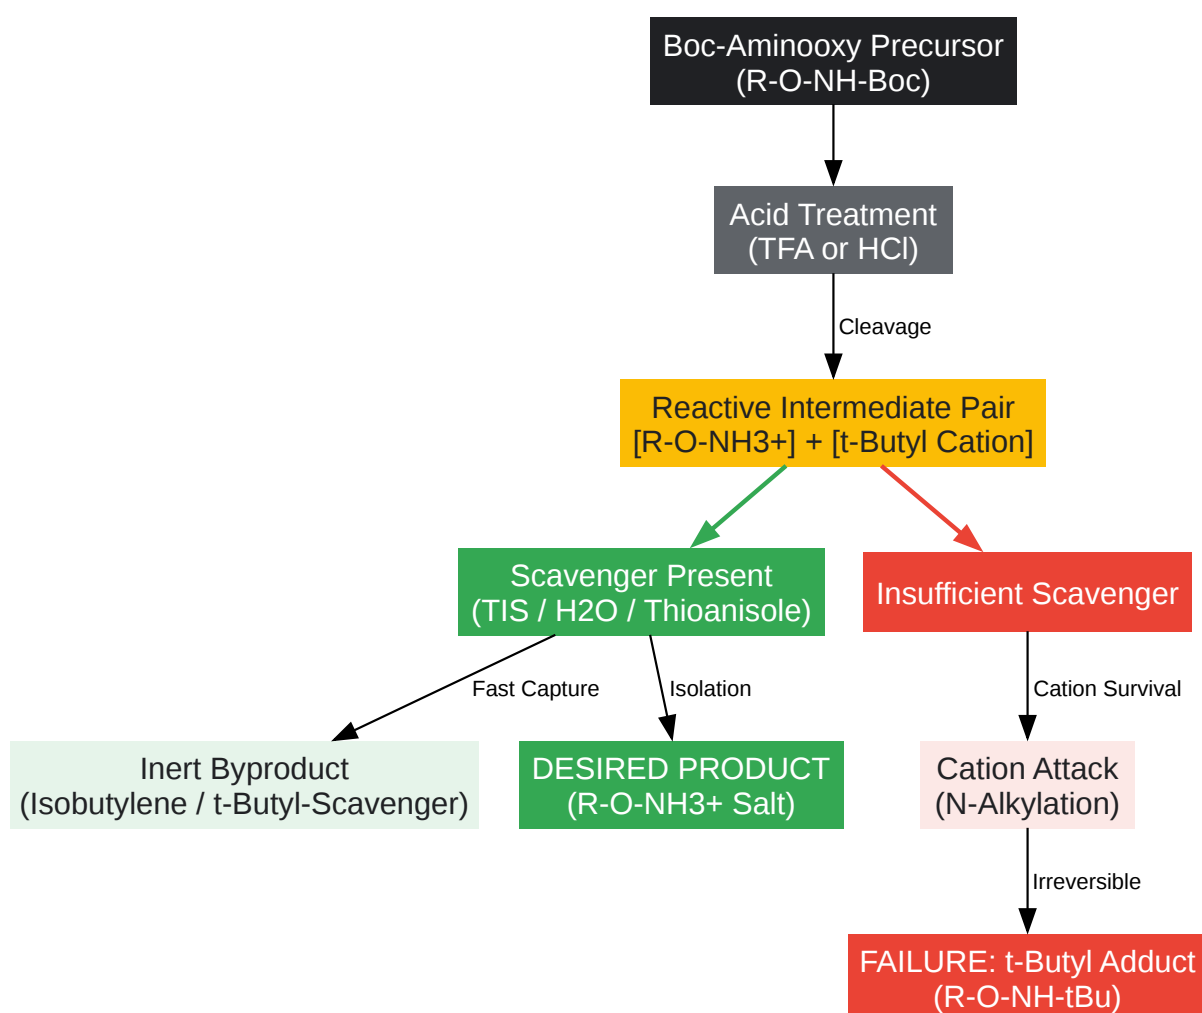 Boc-Aminooxy Precursor
(R-O-NH-Boc)
Acid Treatment
(TFA or HCl)
Cleavage
Reactive Intermediate Pair
[R-O-NH3+] + [t-Butyl Cation]
Scavenger Present
(TIS / H2O / Thioanisole)
Insufficient Scavenger
Fast Capture
Isolation
Cation Survival
Inert Byproduct
(Isobutylene / t-Butyl-Scavenger)
DESIRED PRODUCT
(R-O-NH3+ Salt)
Cation Attack
(N-Alkylation)
Irreversible
FAILURE: t-Butyl Adduct
(R-O-NH-tBu)